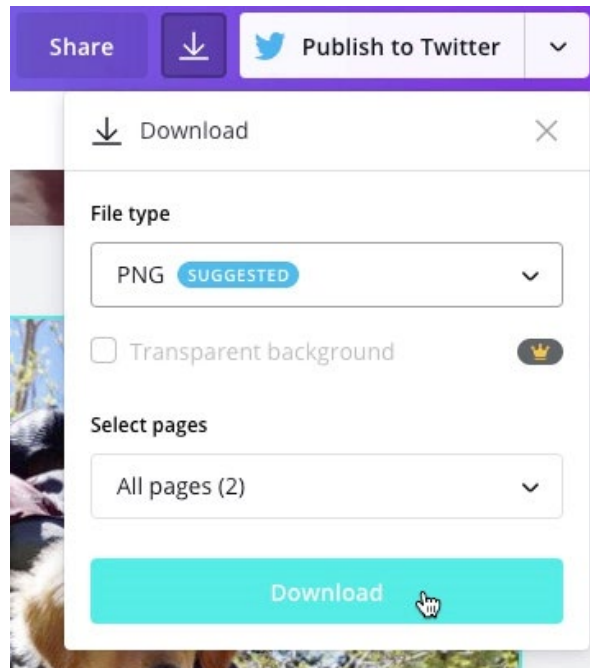 Share
Publish to Twitter
Download
File type
PNG SUGGESTED
Transparent background
Select pages
All pages (2)
Download